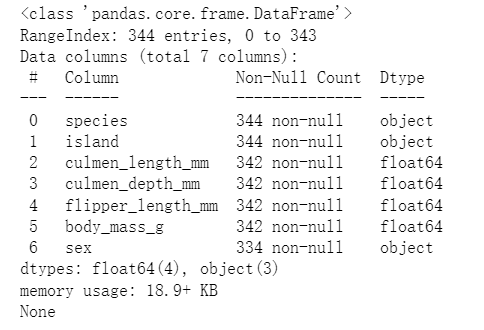 <class 'pandas.core.frame.DataFrame'>
RangeIndex: 344 entries, 0 to 343
Data columns (total 7 columns):
 #   Column             Non-Null Count  Dtype
---  ------             --------------  -----
 0   species            344 non-null    object
 1   island             344 non-null    object
 2   culmen_length_mm   342 non-null    float64
 3   culmen_depth_mm    342 non-null    float64
 4   flipper_length_mm  342 non-null    float64
 5   body_mass_g        342 non-null    float64
 6   sex                334 non-null    object
dtypes: float64(4), object(3)
memory usage: 18.9+ KB
None